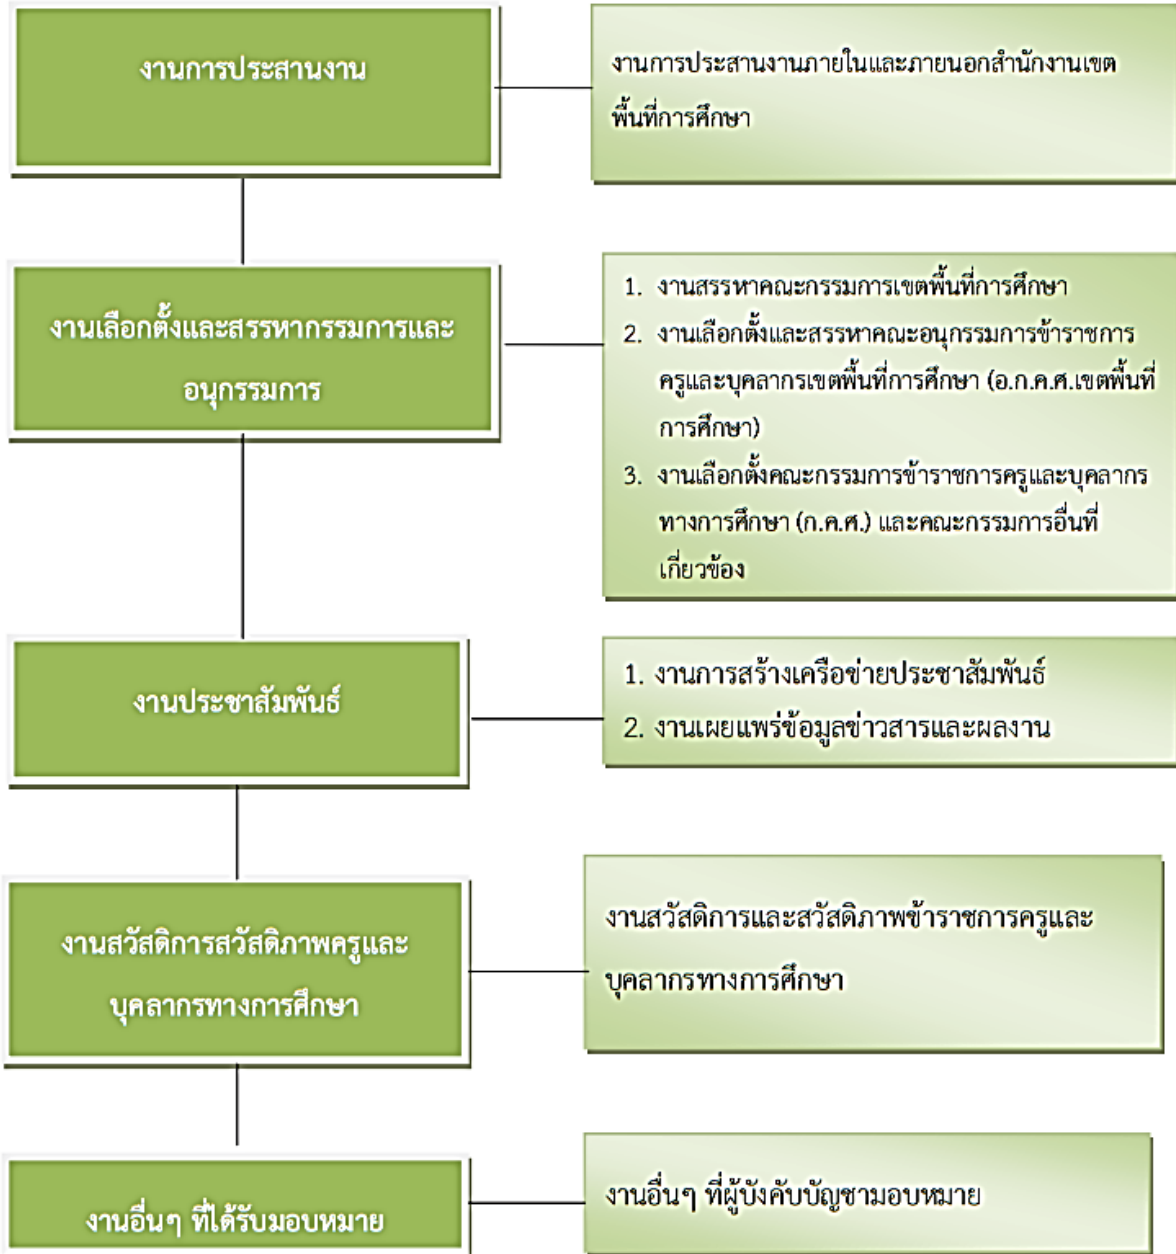 งานการประสานงาน
งานการประสานงานภายในและภายนอกสำนักงานเขต
พื้นที่การศึกษา
งานเลือกตั้งและสรรหากรรมการและ
อนุกรรมการ
1. งานสรรหาคณะกรรมการเขตพื้นที่การศึกษา
2. งานเลือกตั้งและสรรหาคณะอนุกรรมการข้าราชการ
ครูและบุคลากรเขตพื้นที่การศึกษา (อ.ก.ค.ศ.เขตพื้นที่
การศึกษา)
3. งานเลือกตั้งคณะกรรมการข้าราชการครูและบุคลากร
ทางการศึกษา (ก.ค.ศ.) และคณะกรรมการอื่นที่
เกี่ยวข้อง
งานประชาสัมพันธ์
1. งานการสร้างเครือข่ายประชาสัมพันธ์
2. งานเผยแพร่ข้อมูลข่าวสารและผลงาน
งานสวัสดิการสวัสดิภาพครูและ
บุคลากรทางการศึกษา
งานสวัสดิการและสวัสดิภาพข้าราชการครูและ
บุคลากรทางการศึกษา
งานอื่นๆ ที่ได้รับมอบหมาย
งานอื่นๆ ที่ผู้บังคับบัญชามอบหมาย